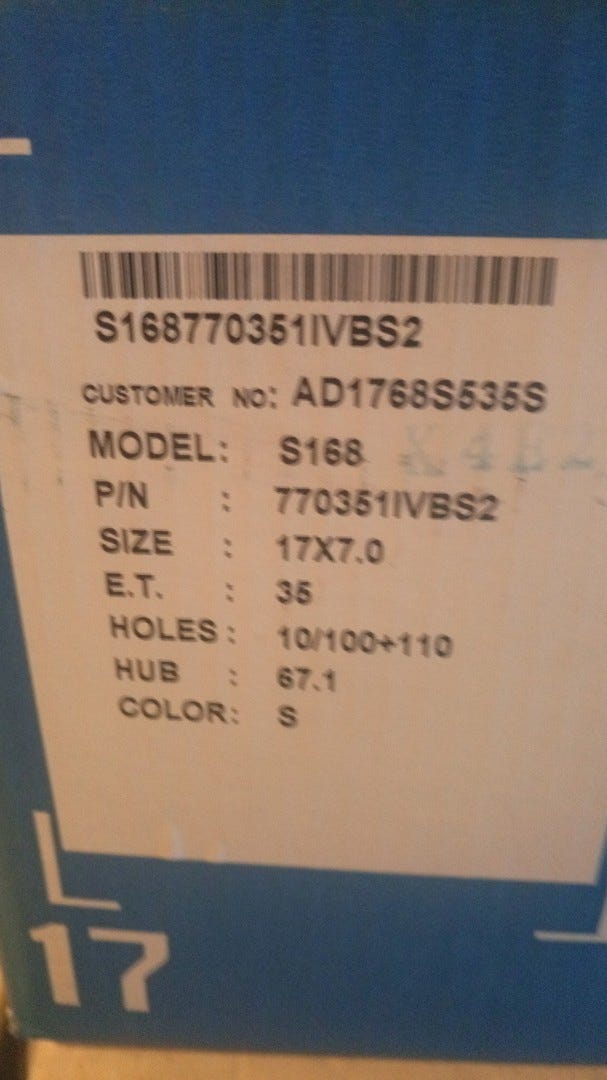 S168770351IVBS2
CUSTOMER NO: AD1768S535S
MODEL: S168
P/N : 770351IVBS2
SIZE : 17X7.0
E.T. : 35
HOLES: 10/100+110
HUB : 67.1
COLOR: S
17